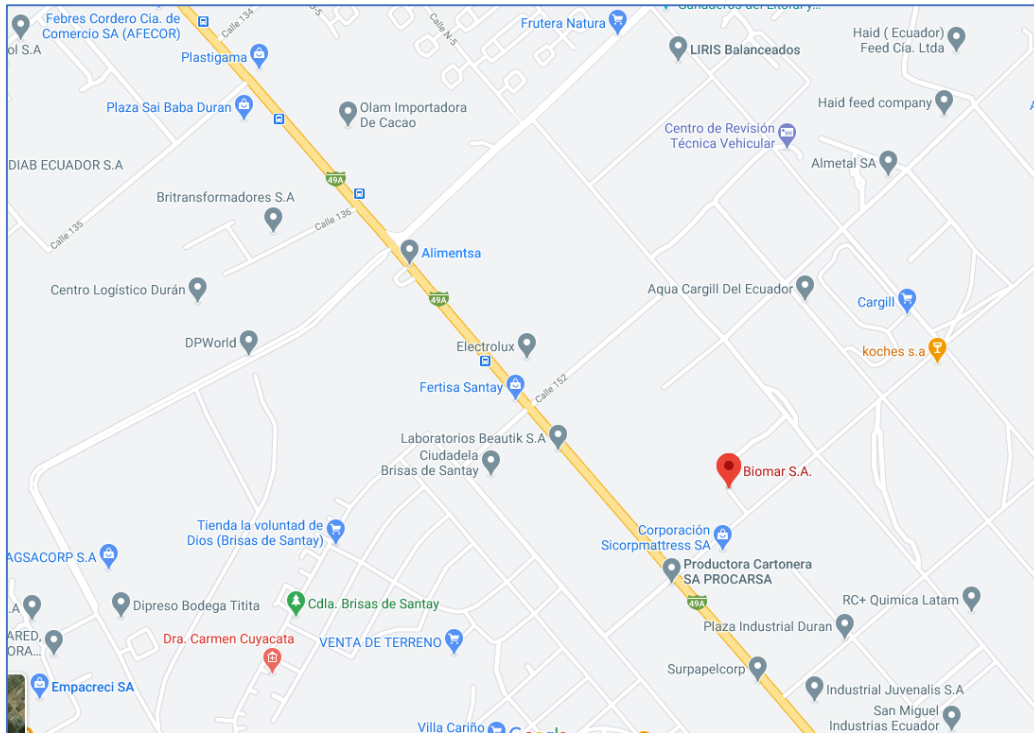 Febres Cordero Cia. de
Comercio SA (AFECOR)
Calle 134
Calle N-5
Frutera Natura
Ganaderos del Litoral y...
LIRIS Balanceados
Haid ( Ecuador)
Feed Cía. Ltda
ol S.A
Plastigama
Plaza Sai Baba Duran
Olam Importadora
De Cacao
Haid feed company
Centro de Revisión
Técnica Vehicular
Almetal SA
DIAB ECUADOR S.A
49A
Britransformadores S.A
Calle 136
Calle 135
Alimentsa
Centro Logístico Durán
49A
Aqua Cargill Del Ecuador
Cargill
DPWorld
Electrolux
koches s.a
Fertisa Santay
Calle 152
Laboratorios Beautik S.A
Ciudadela
Brisas de Santay
Biomar S.A.
Tienda la voluntad de
Dios (Brisas de Santay)
Corporación
Sicorpmattress SA
AGSACORP S.A
Productora Cartonera
SA PROCARSA
Dipreso Bodega Titita
Cdla. Brisas de Santay
49A
RC+ Quimica Latam
.A
ARED,
ORA...
Dra. Carmen Cuyacata
VENTA DE TERRENO
Plaza Industrial Duran
Surpapelcorp
Empacreci SA
Industrial Juvenalis S.A
San Miguel
Industrias Ecuador
Villa Cariño
Google